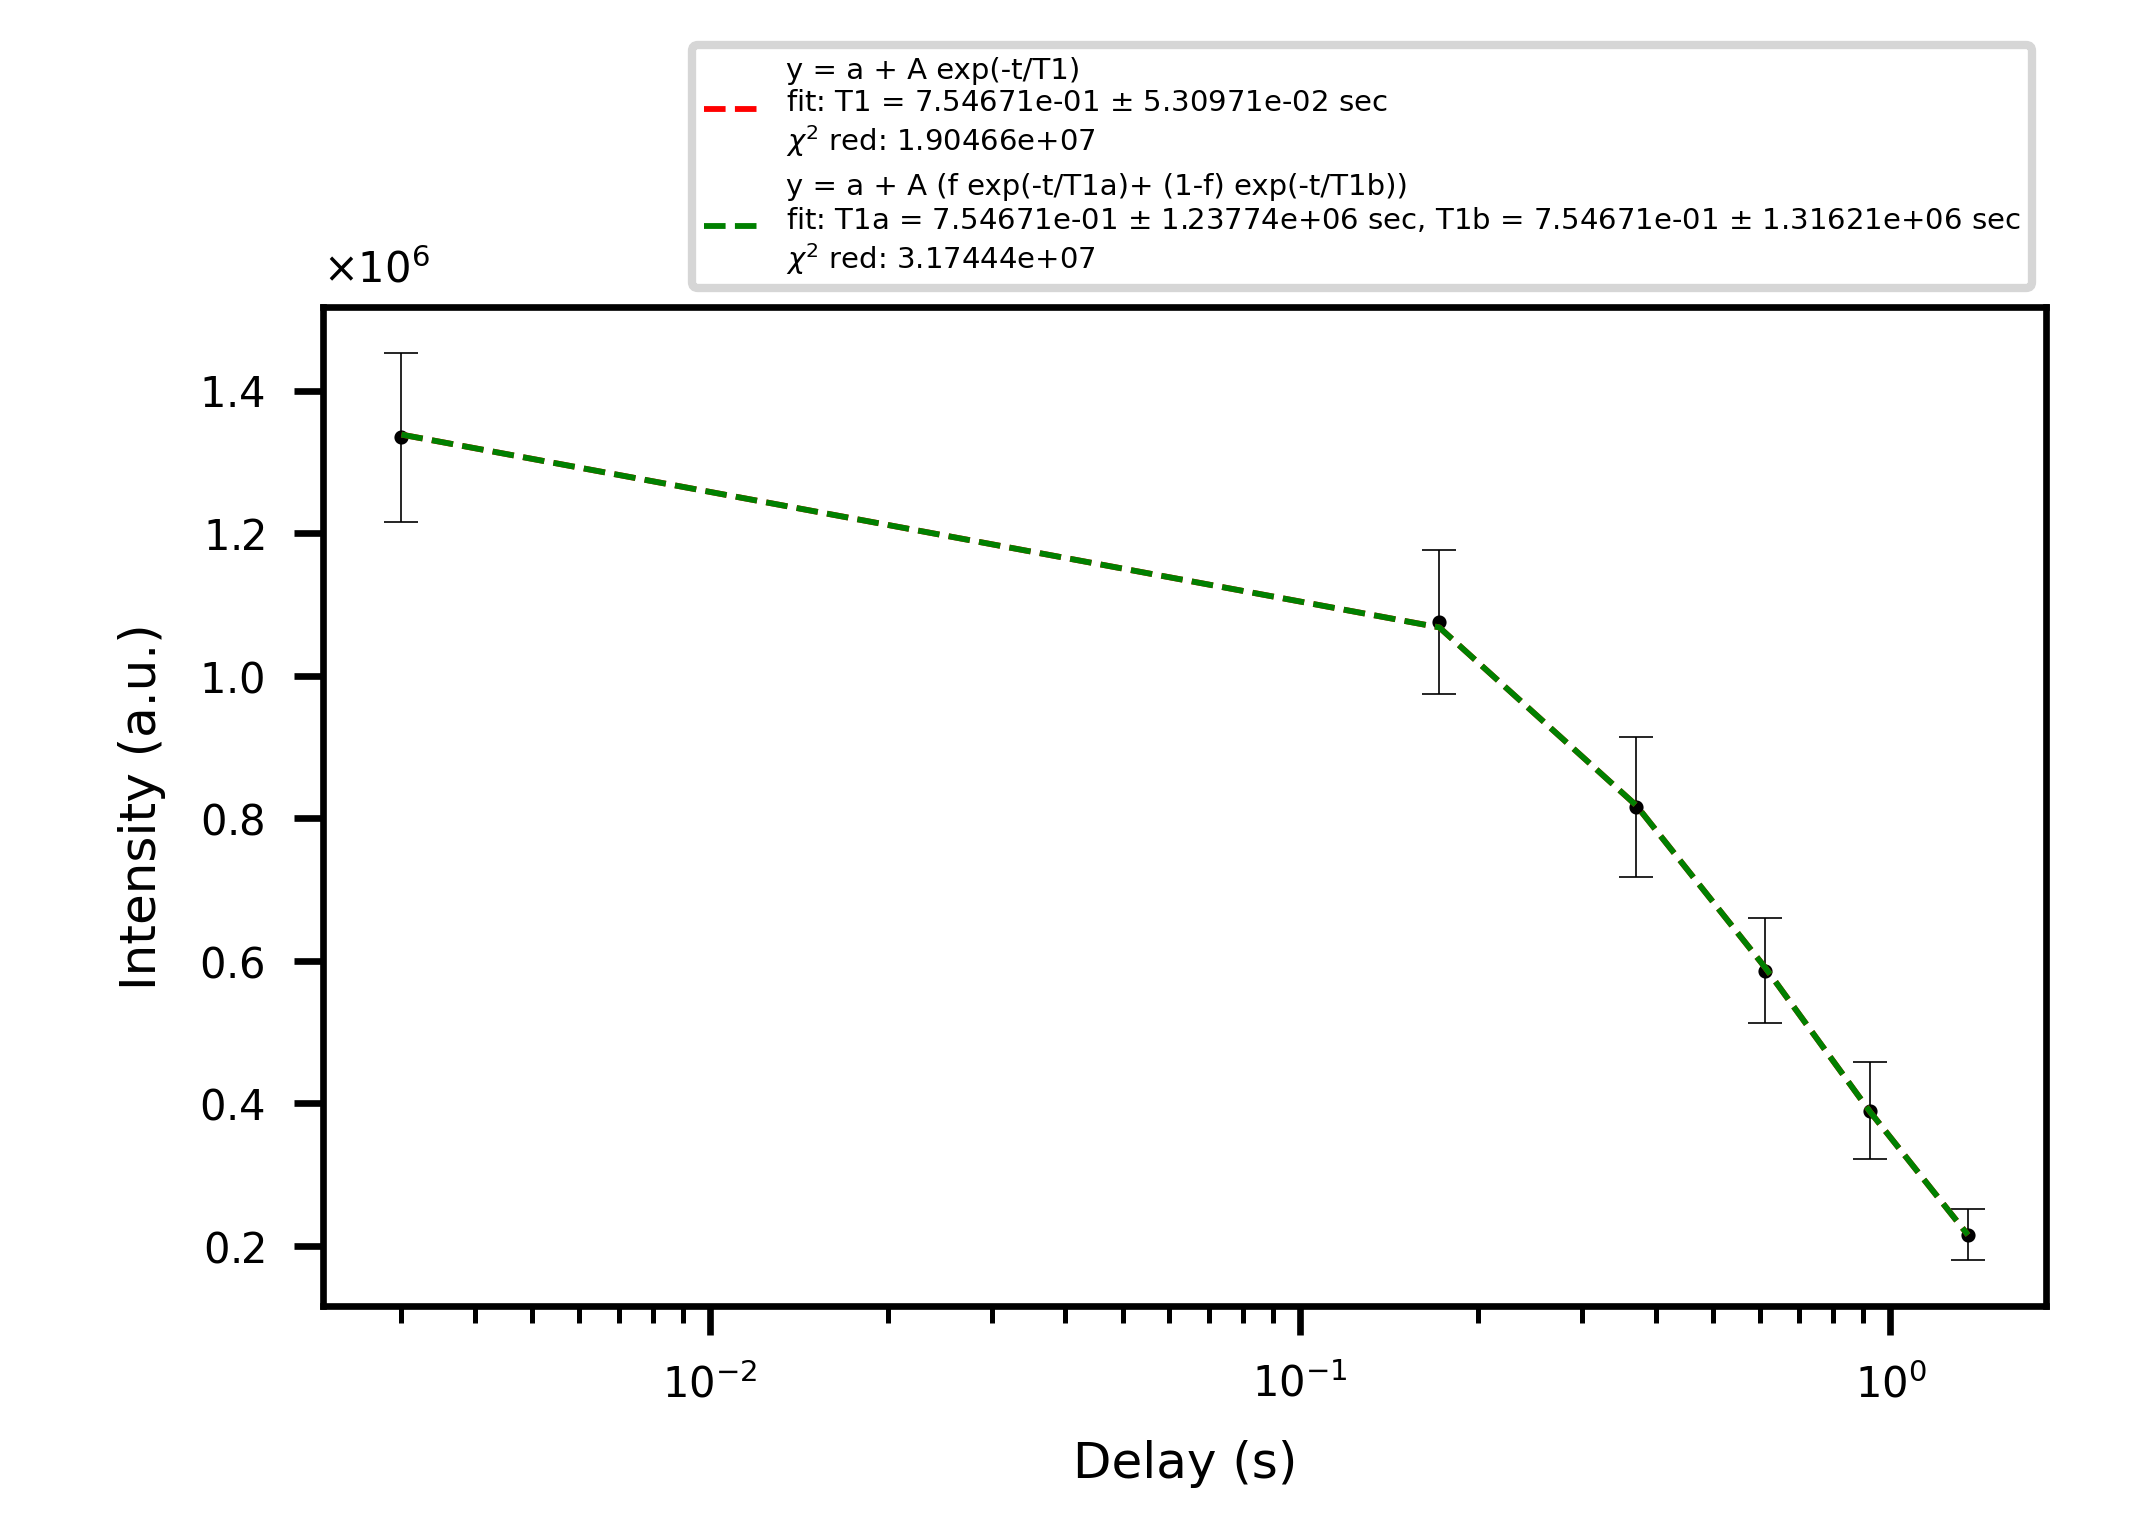 y = a + A exp(-t/T1)
fit: T1 = 7.54671e-01 ± 5.30971e-02 sec
χ² red: 1.90466e+07
y = a + A (f exp(-t/T1a)+ (1-f) exp(-t/T1b))
fit: T1a = 7.54671e-01 ± 1.23774e+06 sec, T1b = 7.54671e-01 ± 1.31621e+06 sec
χ² red: 3.17444e+07
×10⁶
1.4
1.2
1.0
0.8
0.6
0.4
0.2
Intensity (a.u.)
10⁻² 10⁻¹ 10⁰
Delay (s)